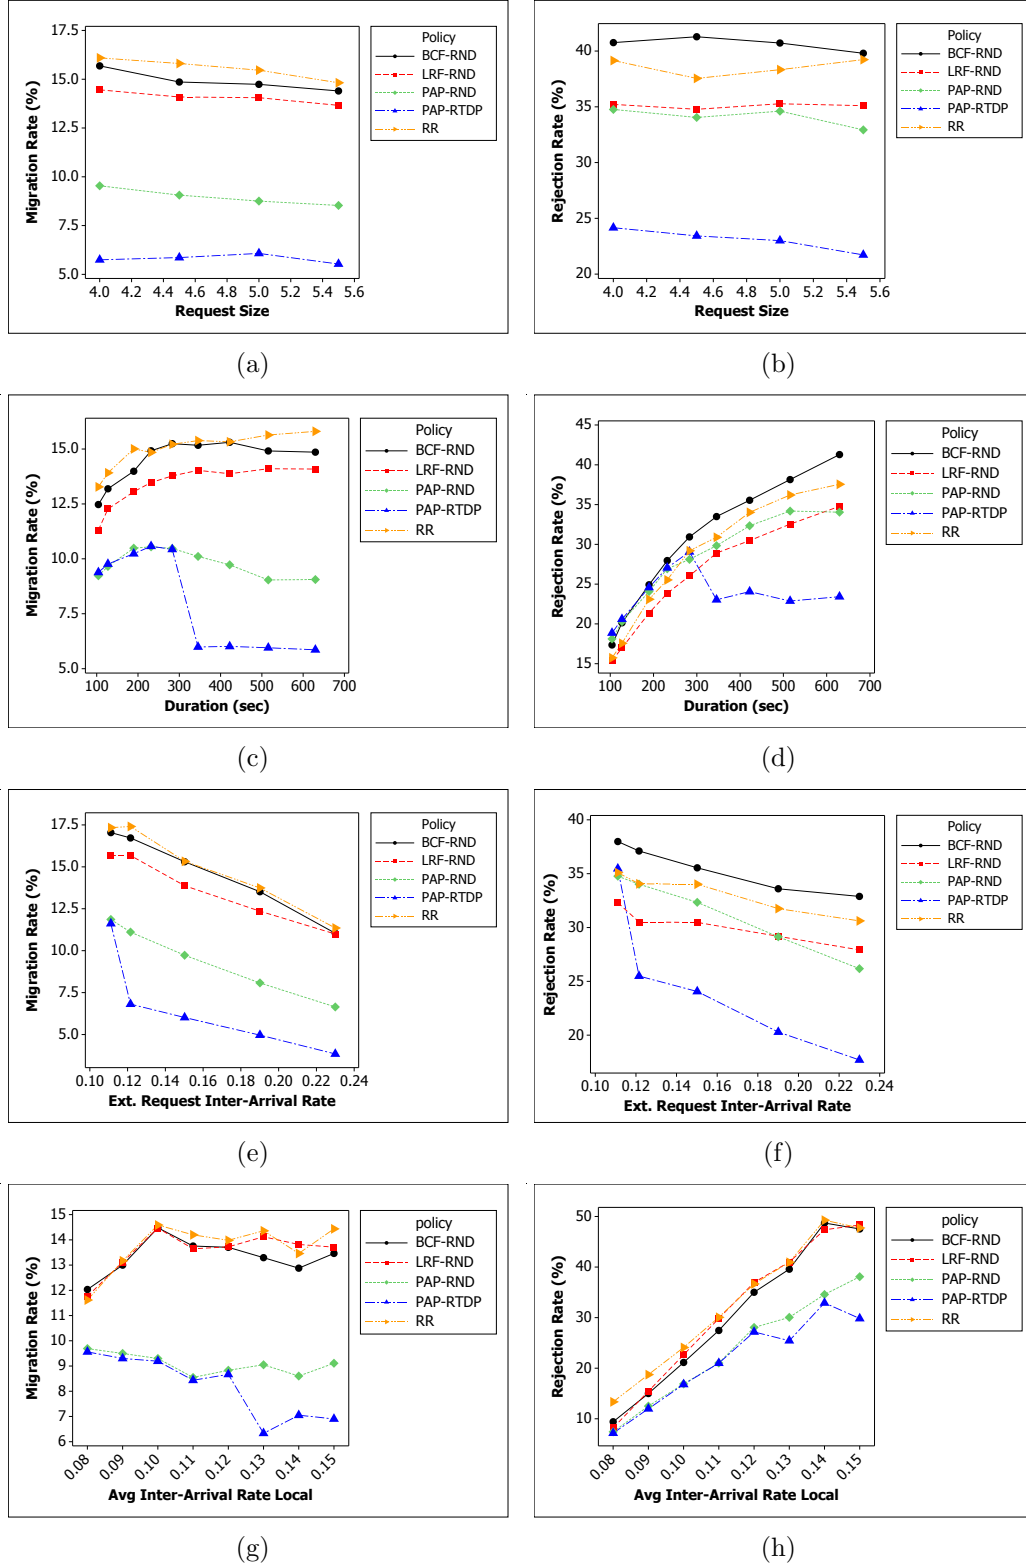 17.5
15.0
12.5
10.0
7.5
5.0
Migration Rate (%)
4.0 4.2 4.4 4.6 4.8 5.0 5.2 5.4 5.6
Request Size
Policy
BCF-RND
LRF-RND
PAP-RND
PAP-RTDP
RR
(a)
40
35
30
25
20
Rejection Rate (%)
4.0 4.2 4.4 4.6 4.8 5.0 5.2 5.4 5.6
Request Size
Policy
BCF-RND
LRF-RND
PAP-RND
PAP-RTDP
RR
(b)
15.0
12.5
10.0
7.5
5.0
Migration Rate (%)
100 200 300 400 500 600 700
Duration (sec)
Policy
BCF-RND
LRF-RND
PAP-RND
PAP-RTDP
RR
(c)
45
40
35
30
25
20
15
Rejection Rate (%)
100 200 300 400 500 600 700
Duration (sec)
Policy
BCF-RND
LRF-RND
PAP-RND
PAP-RTDP
RR
(d)
17.5
15.0
12.5
10.0
7.5
5.0
Migration Rate (%)
0.10 0.12 0.14 0.16 0.18 0.20 0.22 0.24
Ext. Request Inter-Arrival Rate
Policy
BCF-RND
LRF-RND
PAP-RND
PAP-RTDP
RR
(e)
40
35
30
25
20
Rejection Rate (%)
0.10 0.12 0.14 0.16 0.18 0.20 0.22 0.24
Ext. Request Inter-Arrival Rate
Policy
BCF-RND
LRF-RND
PAP-RND
PAP-RTDP
RR
(f)
15
14
13
12
11
10
9
8
7
6
Migration Rate (%)
0.08 0.09 0.10 0.11 0.12 0.13 0.14 0.15
Avg Inter-Arrival Rate Local
policy
BCF-RND
LRF-RND
PAP-RND
PAP-RTDP
RR
(g)
50
40
30
20
10
Rejection Rate (%)
0.08 0.09 0.10 0.11 0.12 0.13 0.14 0.15
Avg Inter-Arrival Rate Local
policy
BCF-RND
LRF-RND
PAP-RND
PAP-RTDP
RR
(h)